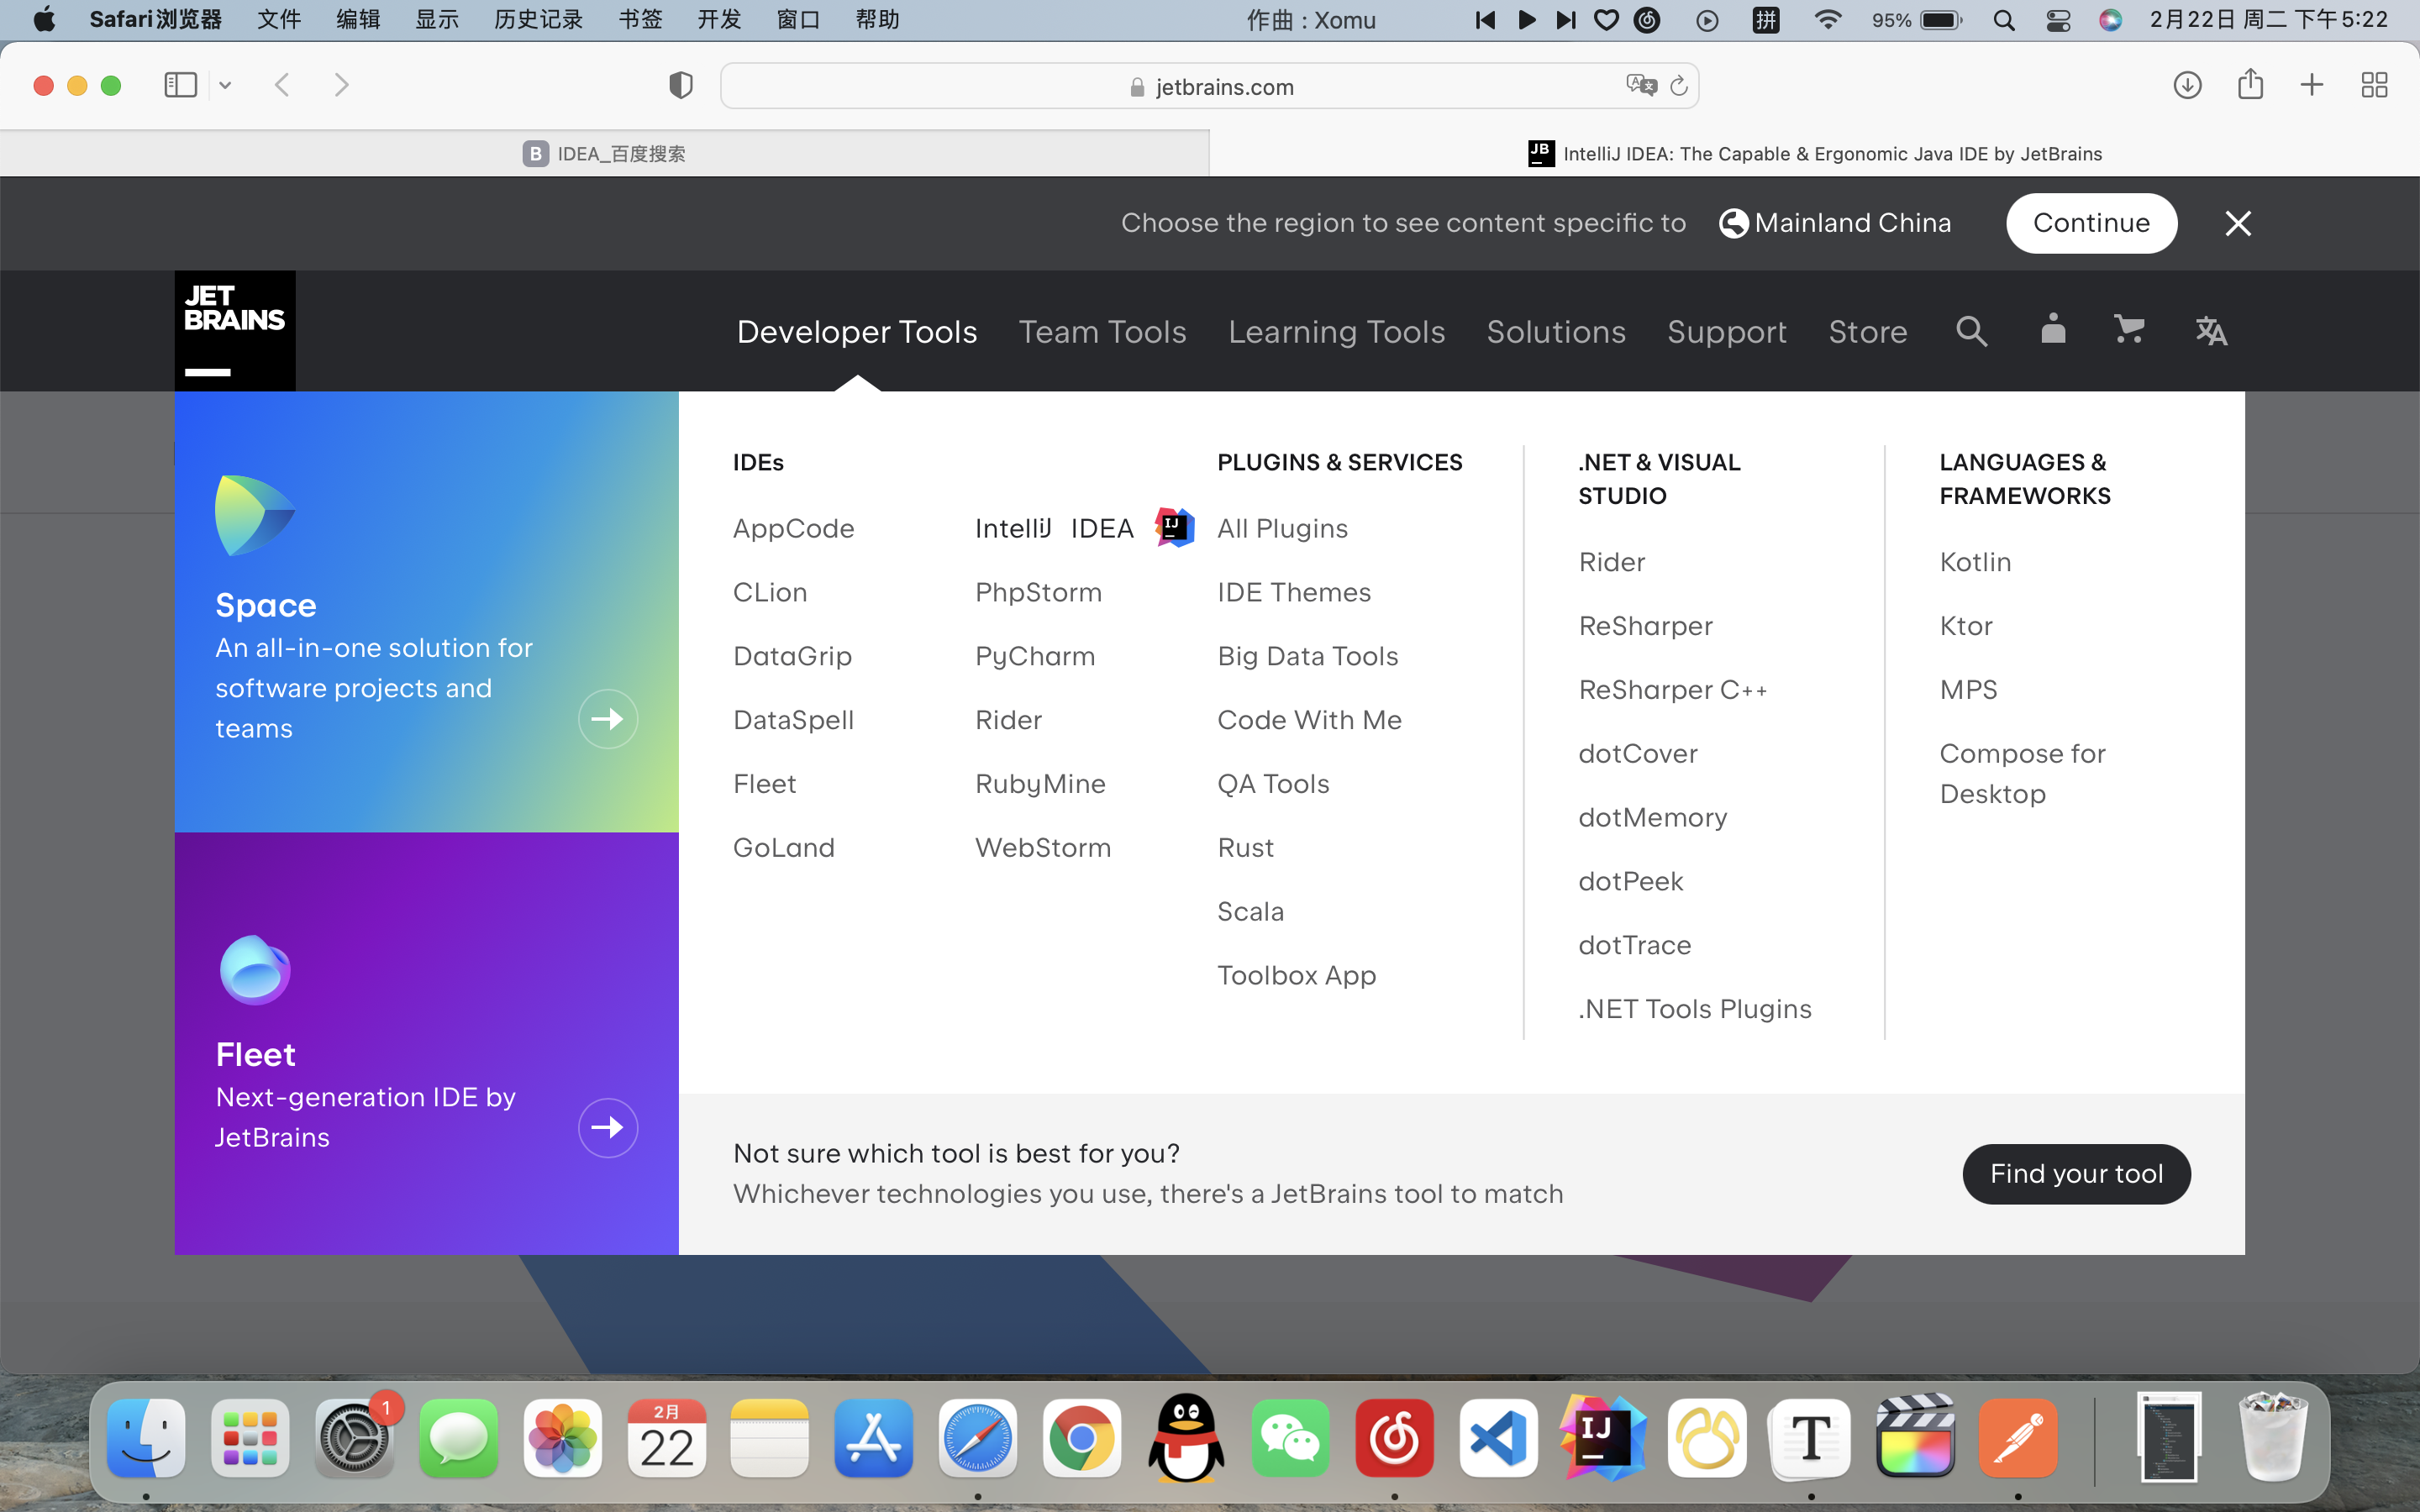 Safari浏览器 文件 编辑 显示 历史记录 书签 开发 窗口 帮助 作曲 : Xomu 拼 95% 2月22日 周二 下午5:22
jetbrains.com
B IDEA_百度搜索
JB IntelliJ IDEA: The Capable & Ergonomic Java IDE by JetBrains
Choose the region to see content specific to Mainland China Continue
JET
BRAINS
Developer Tools Team Tools Learning Tools Solutions Support Store
Space
An all-in-one solution for
software projects and
teams
Fleet
Next-generation IDE by
JetBrains
IDEs
AppCode
CLion
DataGrip
DataSpell
Fleet
GoLand
IntelliJ IDEA IJ
PhpStorm
PyCharm
Rider
RubyMine
WebStorm
PLUGINS & SERVICES
All Plugins
IDE Themes
Big Data Tools
Code With Me
QA Tools
Rust
Scala
Toolbox App
.NET & VISUAL
STUDIO
Rider
ReSharper
ReSharper C++
dotCover
dotMemory
dotPeek
dotTrace
.NET Tools Plugins
LANGUAGES &
FRAMEWORKS
Kotlin
Ktor
MPS
Compose for
Desktop
Not sure which tool is best for you?
Whichever technologies you use, there's a JetBrains tool to match
Find your tool
1
2月
22
IJ
T